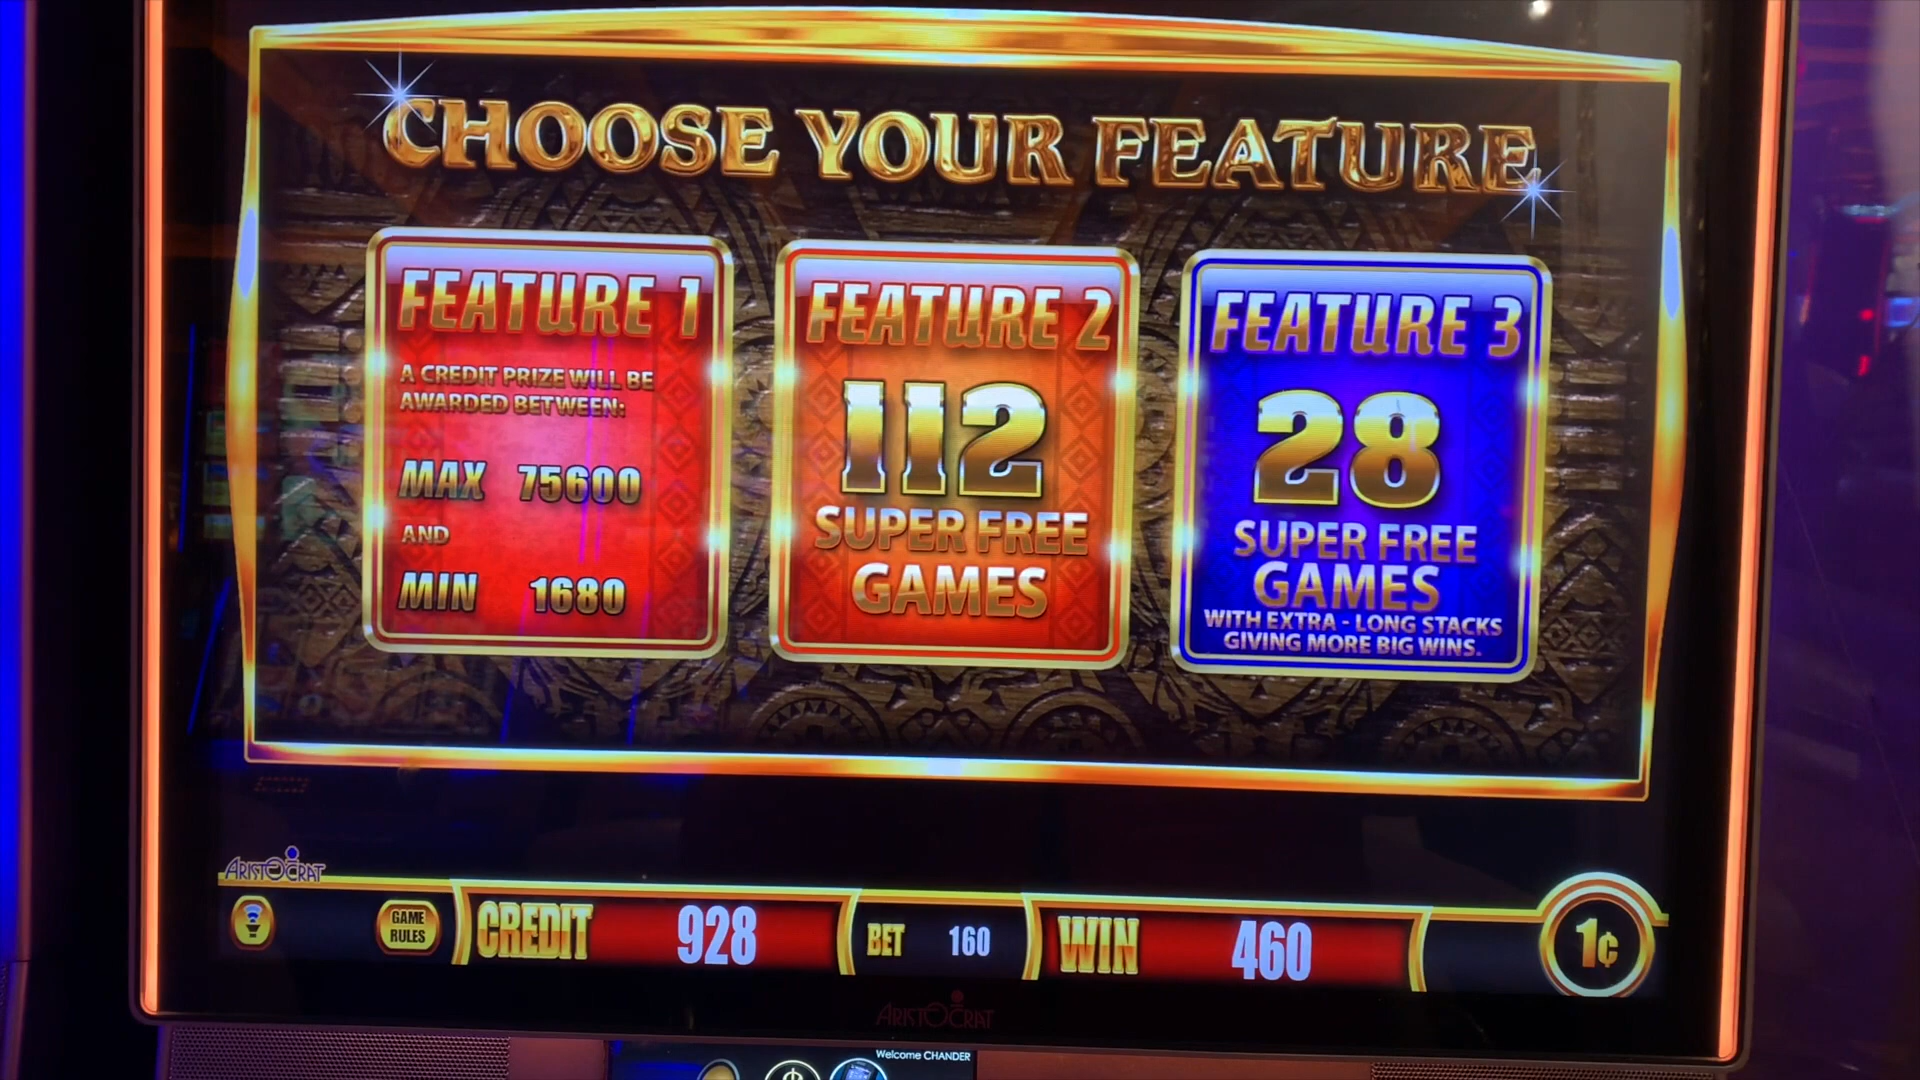 CHOOSE YOUR FEATURE
FEATURE 1
A CREDIT PRIZE WILL BE
AWARDED BETWEEN:
MAX 75600
AND
MIN 1680
FEATURE 2
112
SUPER FREE
GAMES
FEATURE 3
28
SUPER FREE
GAMES
WITH EXTRA - LONG STACKS
GIVING MORE BIG WINS.
ARISTOCRAT
GAME
RULES
CREDIT 928
BET 160
WIN 460
1¢
ARISTOCRAT
Welcome CHANDER